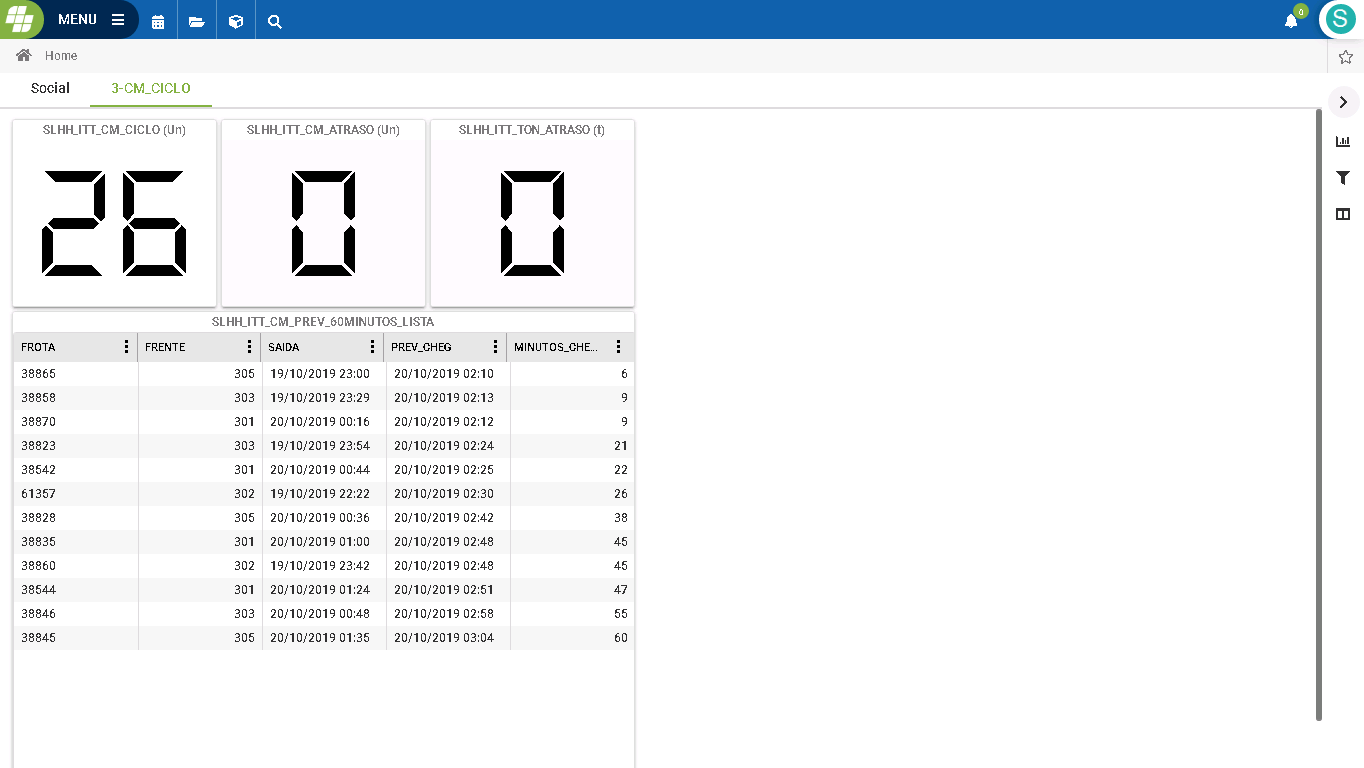 MENU
0
S
Home
Social 3-CM_CICLO
SLHH_ITT_CM_CICLO (Un) SLHH_ITT_CM_ATRASO (Un) SLHH_ITT_TON_ATRASO (t)
26 0 0
SLHH_ITT_CM_PREV_60MINUTOS_LISTA
FROTA FRENTE SAIDA PREV_CHEG MINUTOS_CHE...
38865 305 19/10/2019 23:00 20/10/2019 02:10 6
38858 303 19/10/2019 23:29 20/10/2019 02:13 9
38870 301 20/10/2019 00:16 20/10/2019 02:12 9
38823 303 19/10/2019 23:54 20/10/2019 02:24 21
38542 301 20/10/2019 00:44 20/10/2019 02:25 22
61357 302 19/10/2019 22:22 20/10/2019 02:30 26
38828 305 20/10/2019 00:36 20/10/2019 02:42 38
38835 301 20/10/2019 01:00 20/10/2019 02:48 45
38860 302 19/10/2019 23:42 20/10/2019 02:48 45
38544 301 20/10/2019 01:24 20/10/2019 02:51 47
38846 303 20/10/2019 00:48 20/10/2019 02:58 55
38845 305 20/10/2019 01:35 20/10/2019 03:04 60